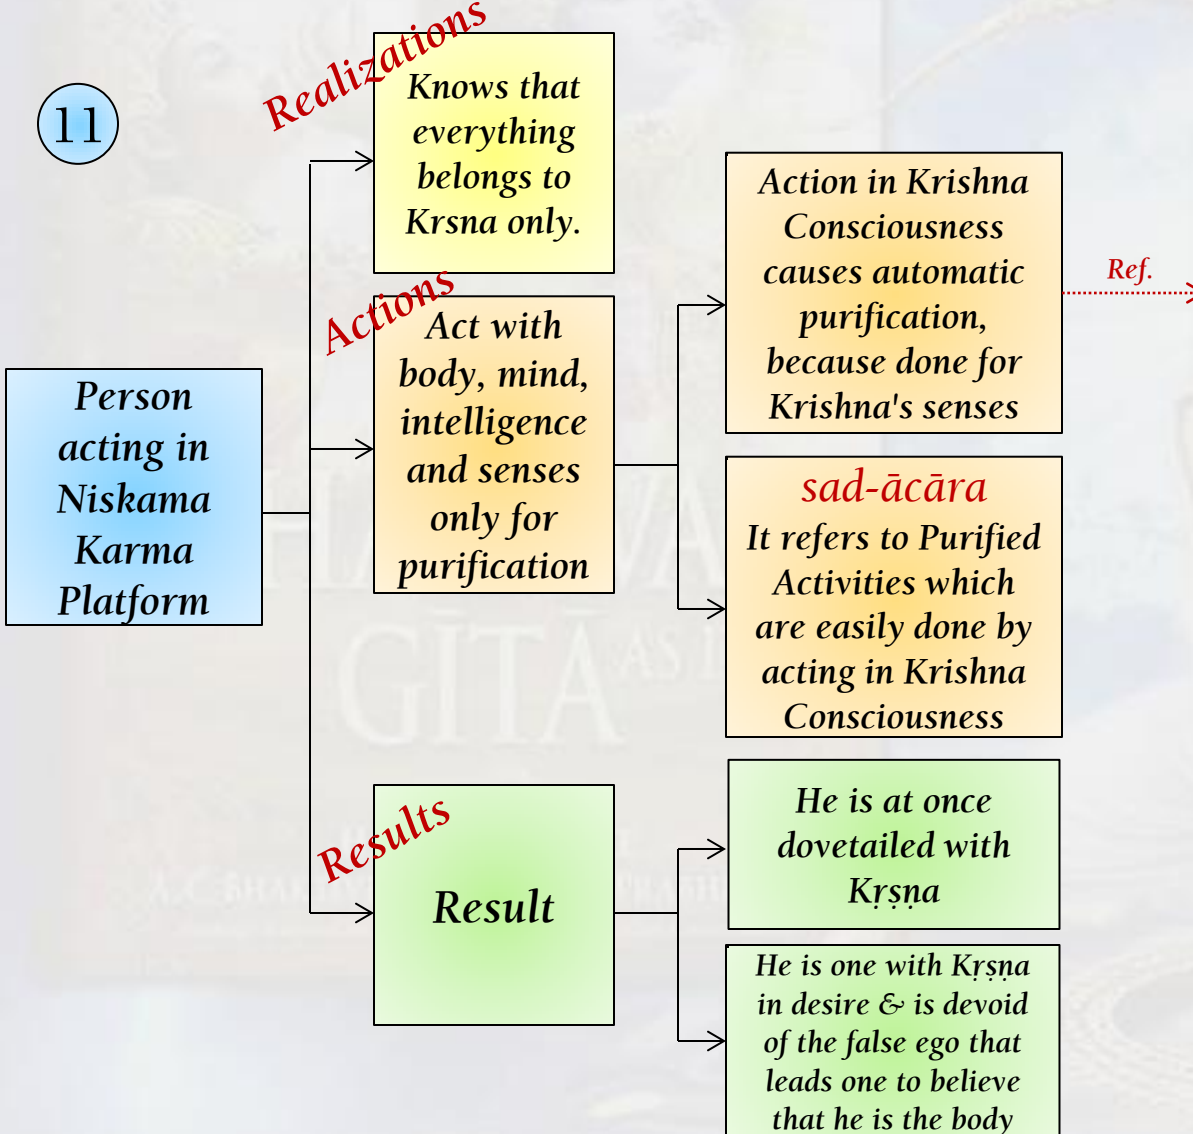 11
Realizations
Knows that
everything
belongs to
Krsna only.
Actions
Act with
body, mind,
intelligence
and senses
only for
purification
Person
acting in
Niskama
Karma
Platform
Action in Krishna
Consciousness
causes automatic
purification,
because done for
Krishna's senses
Ref.
sad-ācāra
It refers to Purified
Activities which
are easily done by
acting in Krishna
Consciousness
Results
Result
He is at once
dovetailed with
Kṛṣṇa
He is one with Kṛṣṇa
in desire & is devoid
of the false ego that
leads one to believe
that he is the body
GĪTĀ